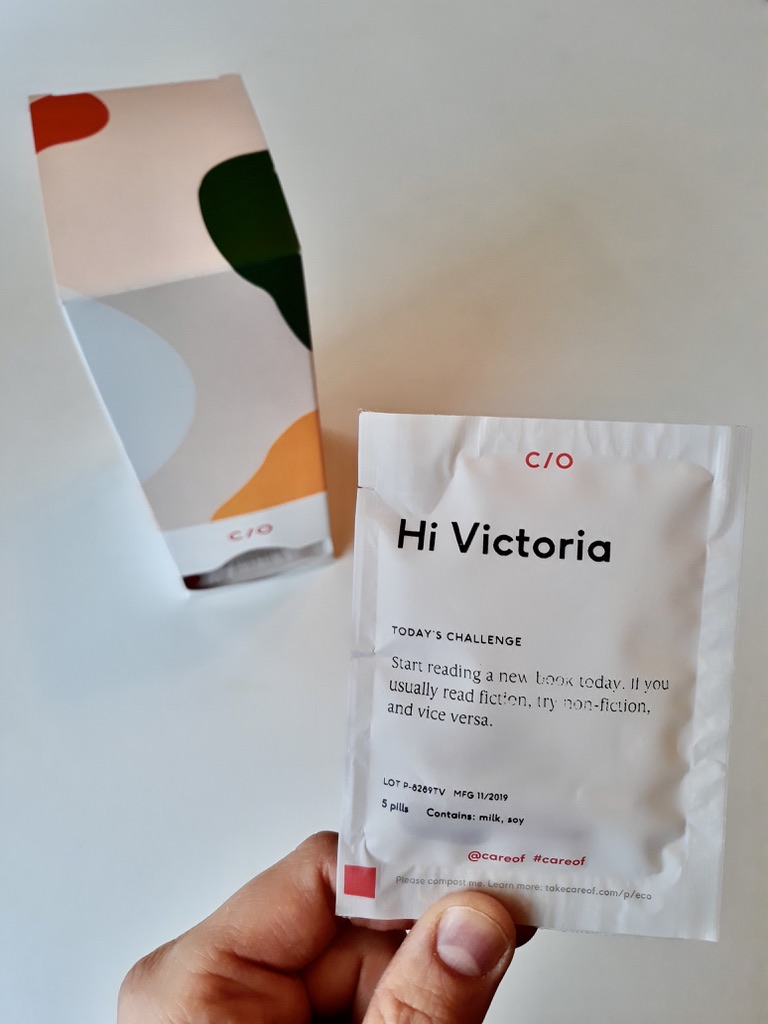 C/O
C/O
Hi Victoria
TODAY'S CHALLENGE
Start reading a new book today. If you
usually read fiction, try non-fiction,
and vice versa.
LOT P-8289TV MFG 11/2019
5 pills Contains: milk, soy
@careof #careof
Please compost me. Learn more: takecareof.com/p/eco